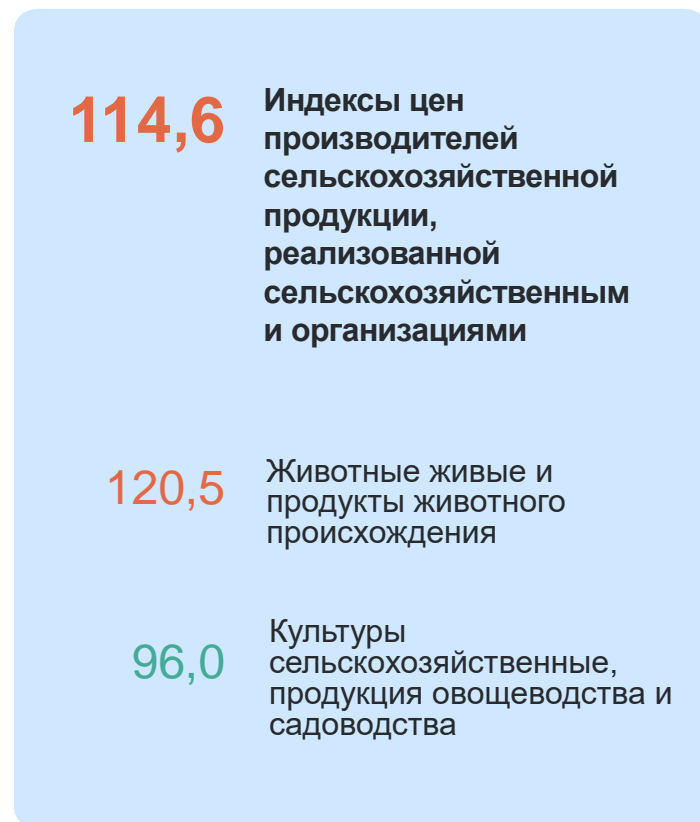 114,6
Индексы цен
производителей
сельскохозяйственной
продукции,
реализованной
сельскохозяйственным
и организациями
120,5
Животные живые и
продукты животного
происхождения
96,0
Культуры
сельскохозяйственные,
продукция овощеводства и
садоводства